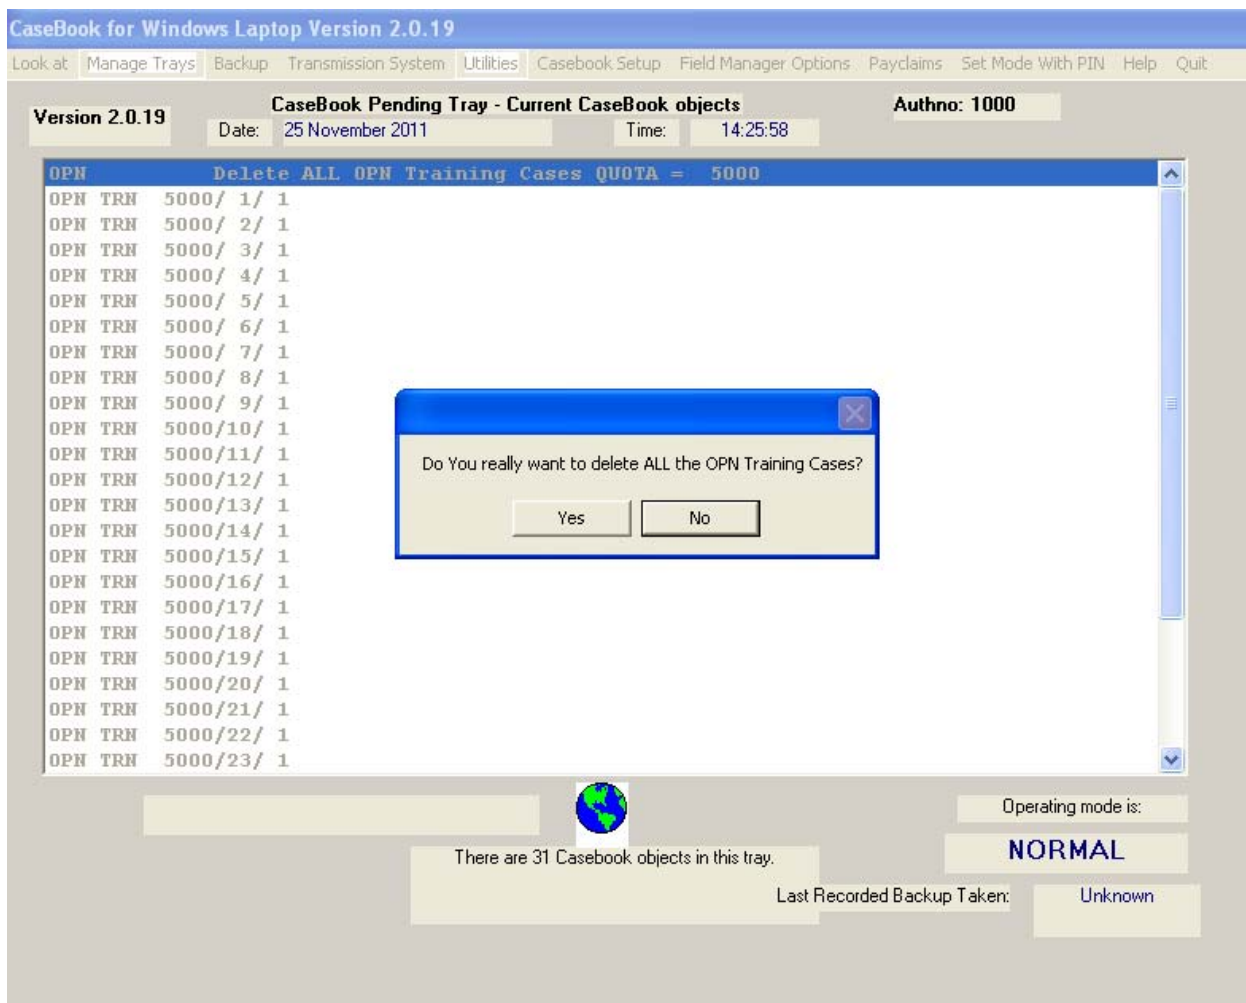 CaseBook for Windows Laptop Version 2.0.19
Look at Manage Trays Backup Transmission System Utilities Casebook Setup Field Manager Options Payclaims Set Mode With PIN Help Quit
Version 2.0.19
CaseBook Pending Tray - Current CaseBook objects
Authno: 1000
Date: 25 November 2011 Time: 14:25:58
OPN Delete ALL OPN Training Cases QUOTA = 5000
OPN TRN 5000/ 1/ 1
OPN TRN 5000/ 2/ 1
OPN TRN 5000/ 3/ 1
OPN TRN 5000/ 4/ 1
OPN TRN 5000/ 5/ 1
OPN TRN 5000/ 6/ 1
OPN TRN 5000/ 7/ 1
OPN TRN 5000/ 8/ 1
OPN TRN 5000/ 9/ 1
OPN TRN 5000/10/ 1
OPN TRN 5000/11/ 1
OPN TRN 5000/12/ 1
OPN TRN 5000/13/ 1
OPN TRN 5000/14/ 1
OPN TRN 5000/15/ 1
OPN TRN 5000/16/ 1
OPN TRN 5000/17/ 1
OPN TRN 5000/18/ 1
OPN TRN 5000/19/ 1
OPN TRN 5000/20/ 1
OPN TRN 5000/21/ 1
OPN TRN 5000/22/ 1
OPN TRN 5000/23/ 1
Do You really want to delete ALL the OPN Training Cases?
Yes No
Operating mode is:
NORMAL
There are 31 Casebook objects in this tray.
Last Recorded Backup Taken: Unknown